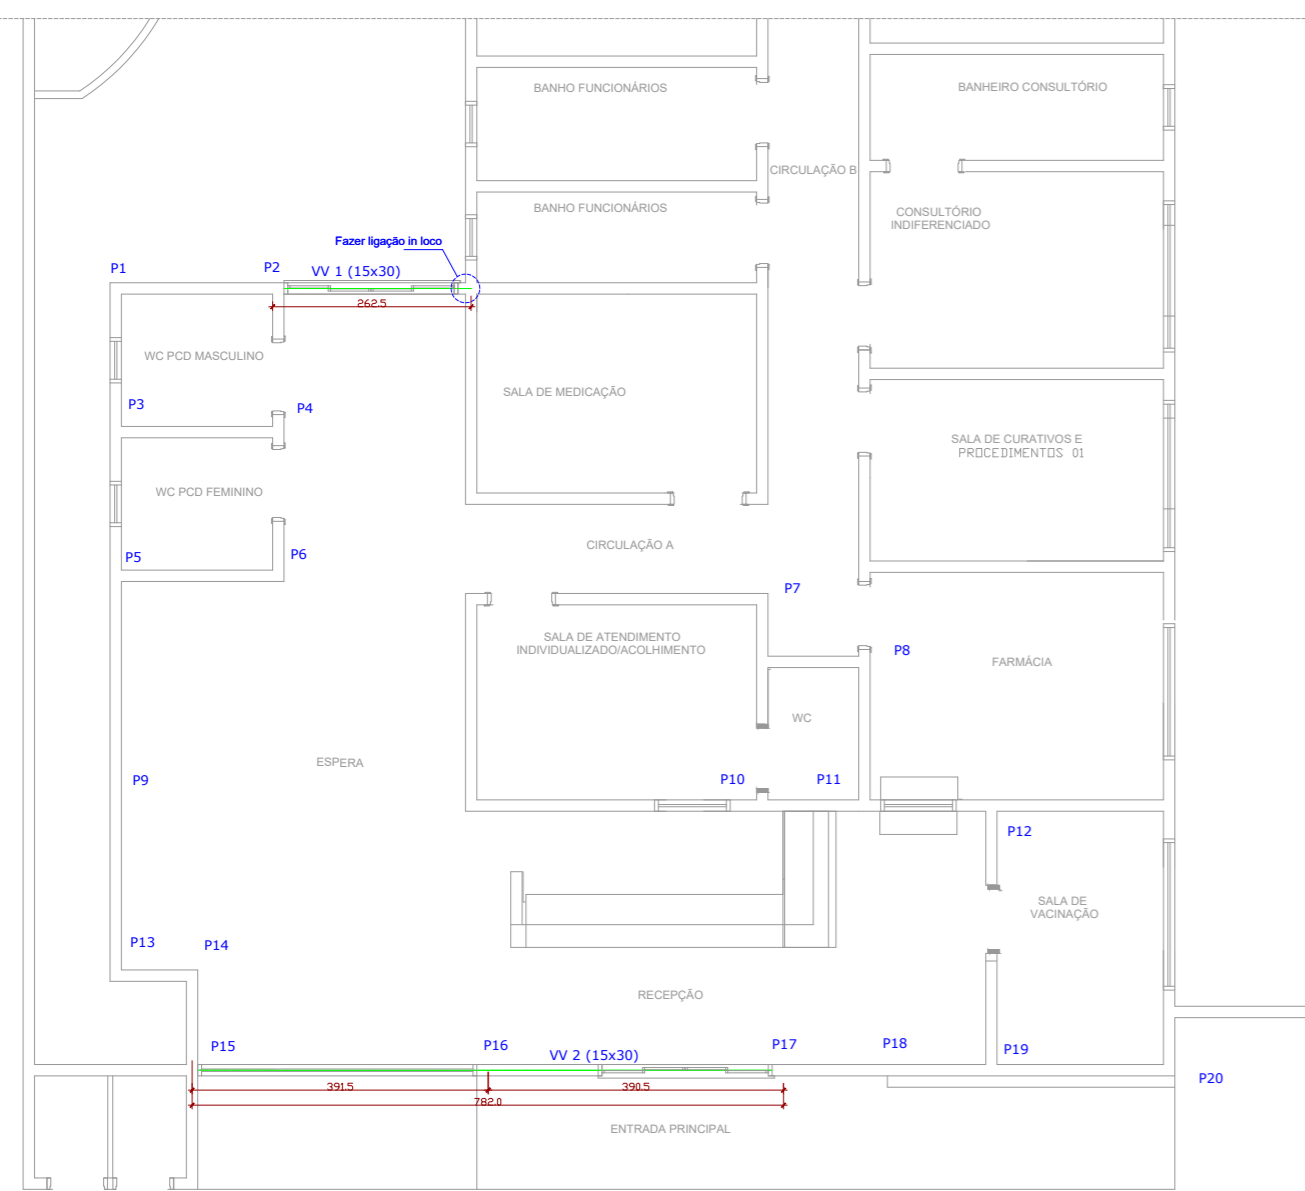 BANHO FUNCIONÁRIOS
BANHEIRO CONSULTÓRIO
CIRCULAÇÃO B
BANHO FUNCIONÁRIOS
CONSULTÓRIO
INDIFERENCIADO
Fazer ligação in loco
P1
P2
VV 1 (15x30)
262.5
WC PCD MASCULINO
SALA DE MEDICAÇÃO
P3
P4
SALA DE CURATIVOS E
PROCEDIMENTOS 01
WC PCD FEMININO
CIRCULAÇÃO A
P5
P6
P7
SALA DE ATENDIMENTO
INDIVIDUALIZADO/ACOLHIMENTO
P8
FARMÁCIA
WC
ESPERA
P9
P10
P11
P12
SALA DE
VACINAÇÃO
P13
P14
RECEPÇÃO
P15
P16
VV 2 (15x30)
P17
P18
P19
P20
391.5
390.5
782.0
ENTRADA PRINCIPAL